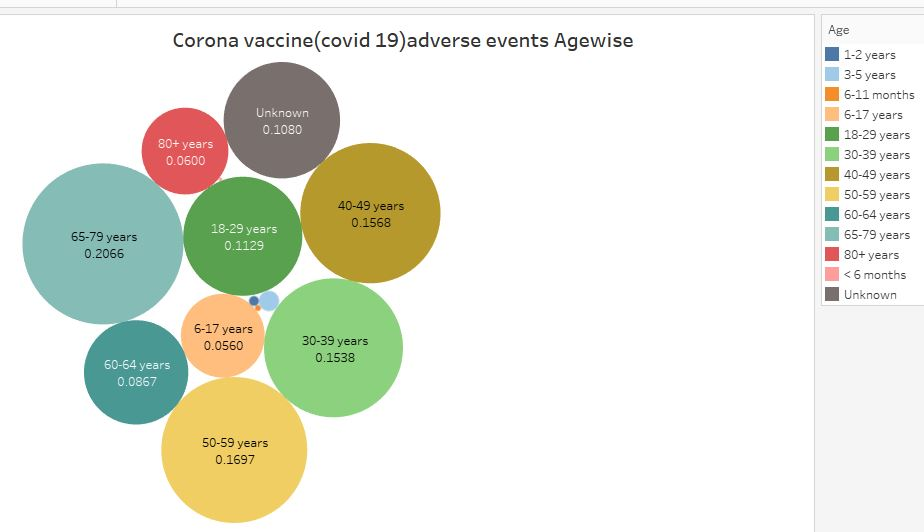 Corona vaccine(covid 19)adverse events Agewise
Unknown
0.1080
80+ years
0.0600
40-49 years
0.1568
18-29 years
0.1129
65-79 years
0.2066
6-17 years
0.0560
30-39 years
0.1538
60-64 years
0.0867
50-59 years
0.1697
Age
1-2 years
3-5 years
6-11 months
6-17 years
18-29 years
30-39 years
40-49 years
50-59 years
60-64 years
65-79 years
80+ years
< 6 months
Unknown